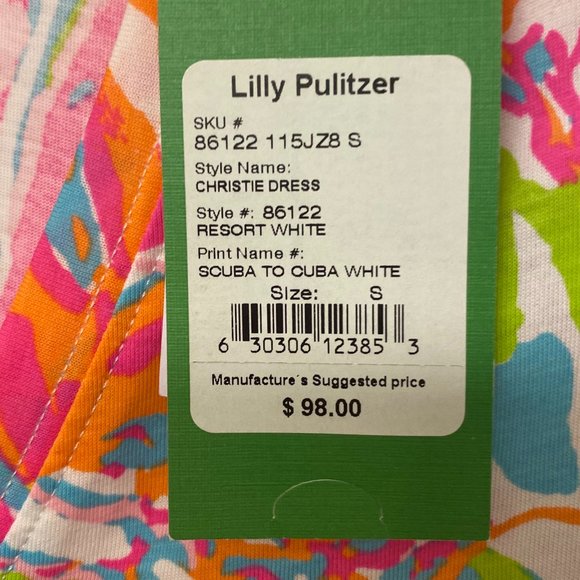 Lilly Pulitzer
SKU #
86122 115JZ8 S
Style Name:
CHRISTIE DRESS
Style #: 86122
RESORT WHITE
Print Name #:
SCUBA TO CUBA WHITE
Size: S
6 30306 12385 3
Manufacture's Suggested price
$ 98.00